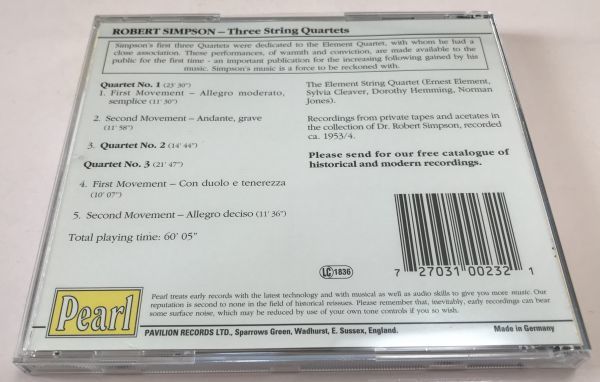 ROBERT SIMPSON – Three String Quartets
Simpson's first three Quartets were dedicated to the Element Quartet, with whom he had a
close association. These performances, of warmth and conviction, are made available to the
public for the first time - an important publication for the increasing following gained by his
music. Simpson's music is a force to be reckoned with.
Quartet No. 1 (23' 30")
1. First Movement – Allegro moderato,
semplice (11' 30")
2. Second Movement – Andante, grave
(11' 58")
3. Quartet No. 2 (14' 44")
Quartet No. 3 (21' 47")
4. First Movement – Con duolo e tenerezza
(10' 07")
5. Second Movement – Allegro deciso (11' 36")
Total playing time: 60' 05"
The Element String Quartet (Ernest Element,
Sylvia Cleaver, Dorothy Hemming, Norman
Jones).
Recordings from private tapes and acetates in
the collection of Dr. Robert Simpson, recorded
ca. 1953/4.
Please send for our free catalogue of
historical and modern recordings.
LC 1836
7 27031 00232 1
Pearl
Pearl treats early records with the latest technology and with musical as well as audio skills to give you more music. Our
reputation is second to none in the field of historical reissues. Please remember that, inevitably, early recordings can bear
some surface noise, which may be reduced by use of your own tone controls if you so wish.
PAVILION RECORDS LTD., Sparrows Green, Wadhurst, E. Sussex, England.
Made in Germany